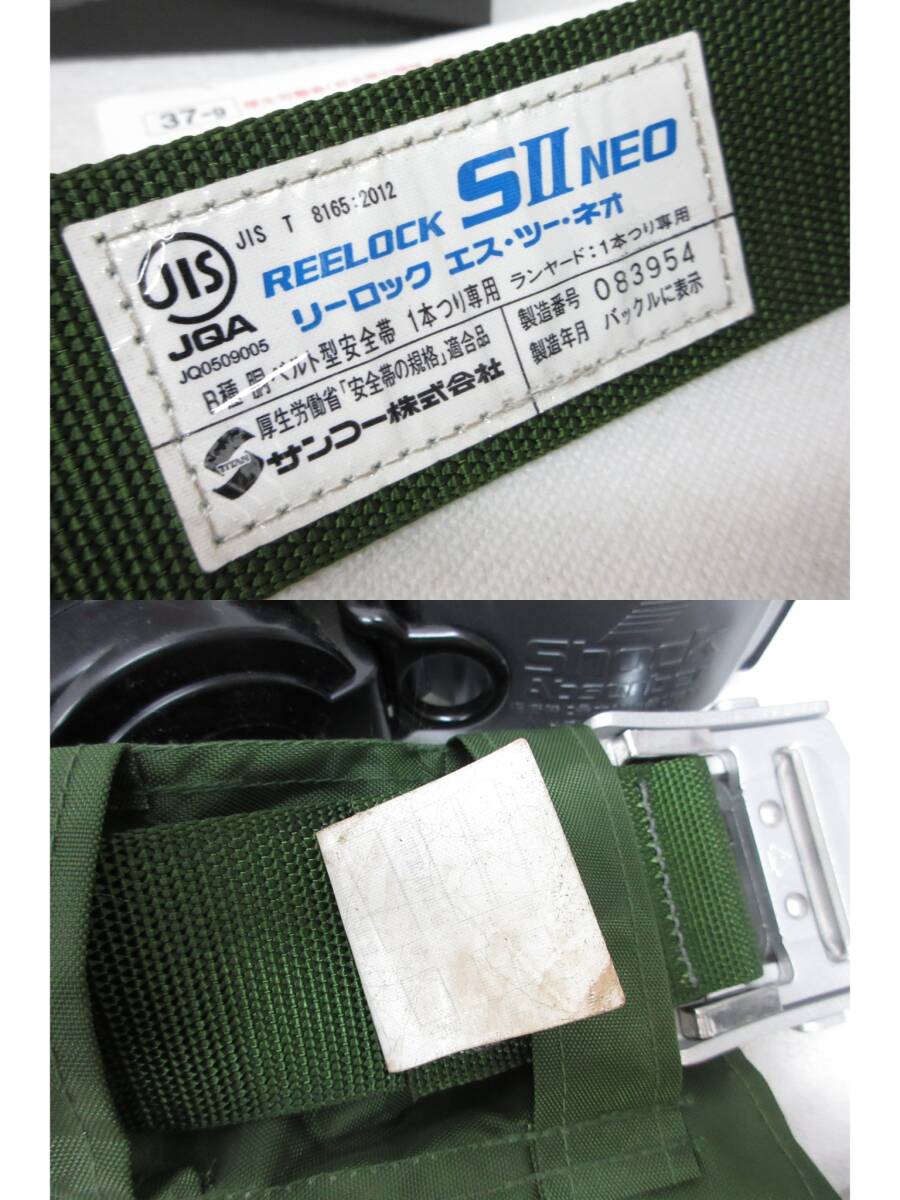 37-9
JIS T 8165:2012
SII NEO
REELOCK
リーロック エス・ツー・ネオ
JIS
JQA
JQ0509005
B種 胴ベルト型安全帯 1本つり専用 ランヤード:1本つり専用
厚生労働省「安全帯の規格」適合品
製造番号 083954
製造年月 バックルに表示
TITAN
サンコー株式会社
Shock